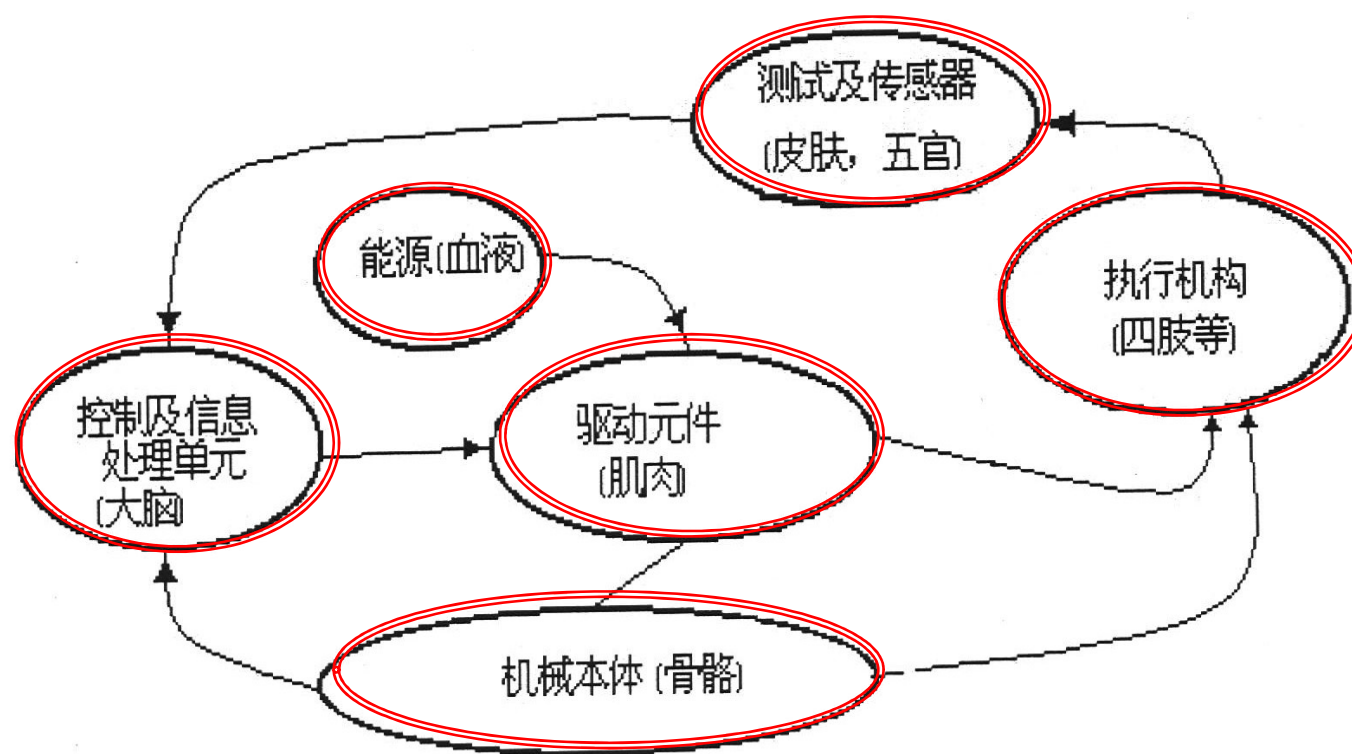 测试及传感器
(皮肤，五官)
能源(血液)
执行机构
(四肢等)
控制及信息
处理单元
(大脑)
驱动元件
(肌肉)
机械本体(骨骼)